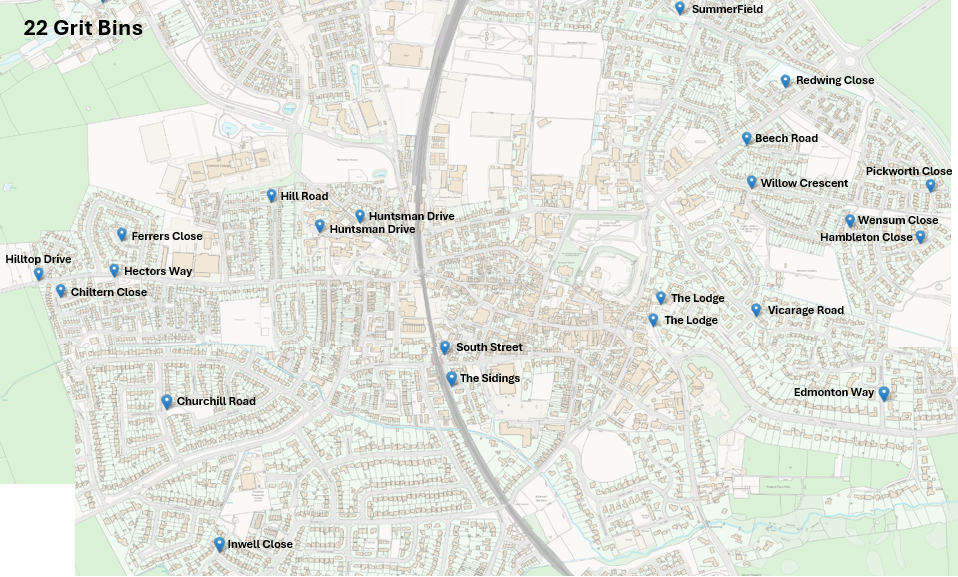 22 Grit Bins
SummerField
Redwing Close
Beech Road
Pickworth Close
Willow Crescent
Hill Road
Huntsman Drive
Wensum Close
Huntsman Drive
Ferrers Close
Hambleton Close
Hilltop Drive
Hectors Way
Chiltern Close
The Lodge
Vicarage Road
The Lodge
South Street
The Sidings
Edmonton Way
Churchill Road
Inwell Close